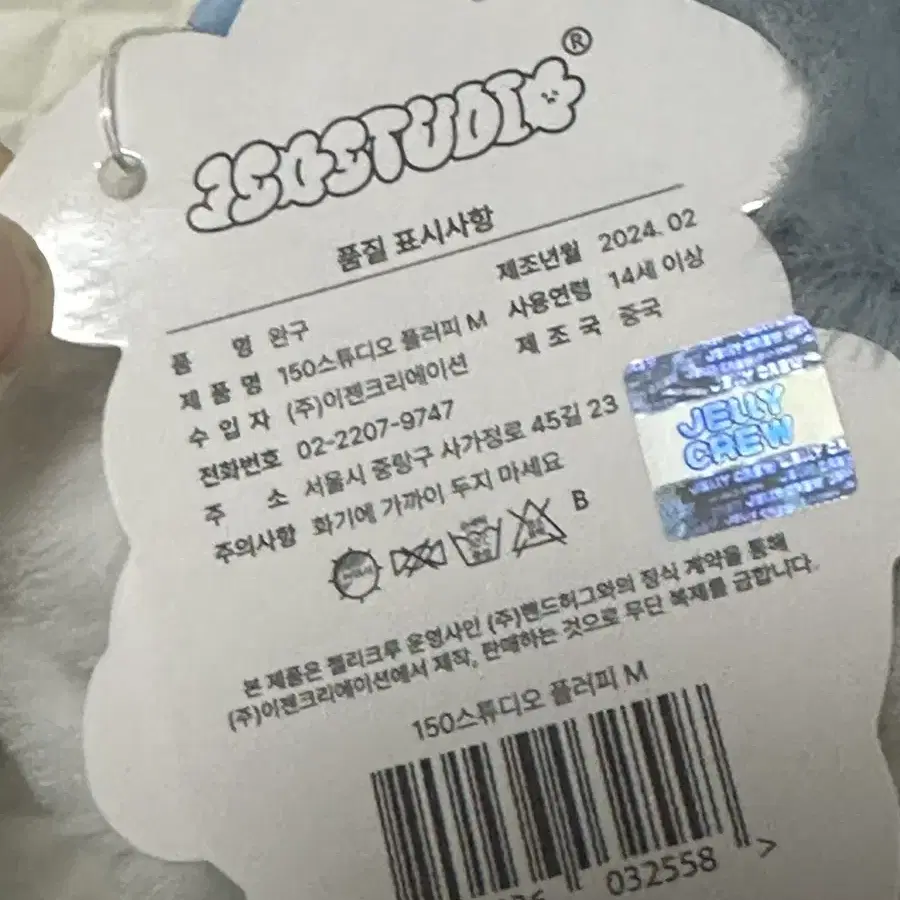 150STUDIO®
품질 표시사항
품 명 완구
제조년월 2024. 02
제품명 150스튜디오 플러피 M
사용연령 14세 이상
수입자 (주)이젠크리에이션
제조국 중국
전화번호 02-2207-9747
주 소 서울시 중랑구 사가정로 45길 23
주의사항 화기에 가까이 두지 마세요
B
JELLY
CREW
본 제품은 젤리크루 운영사인 (주)핸드허그와의 정식 계약을 통해
(주)이젠크리에이션에서 제작, 판매하는 것으로 무단 복제를 금합니다.
150스튜디오 플러피 M
032558 >